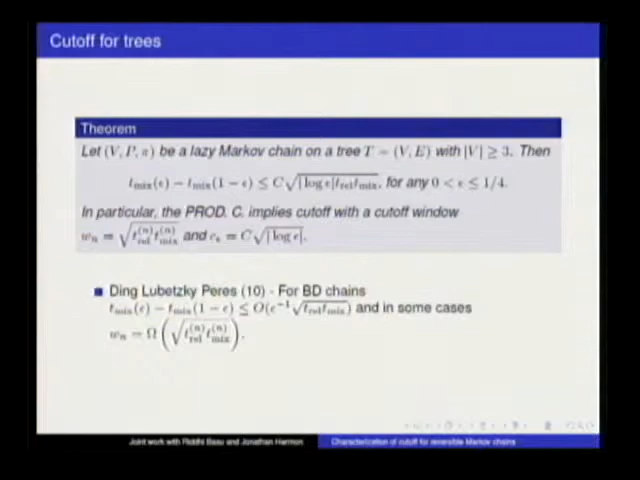 Cutoff for trees
Theorem
Let (V, P, π) be a lazy Markov chain on a tree T = (V, E) with |V| ≥ 3. Then
t_mix(ϵ) − t_mix(1 − ϵ) ≤ C√(|log ϵ| t_rel t_mix), for any 0 < ϵ ≤ 1/4.
In particular, the PROD. C. implies cutoff with a cutoff window
w_n = √(t_rel^(n) t_mix^(n)) and c_ϵ = C√|log ϵ|.
■ Ding Lubetzky Peres (10) - For BD chains
t_mix(ϵ) − t_mix(1 − ϵ) ≤ O(ϵ^−1 √(t_rel t_mix)) and in some cases
w_n = Ω(√(t_rel^(n) t_mix^(n))).
Joint work with Riddhi Basu and Jonathan Hermon
Characterization of cutoff for reversible Markov chains